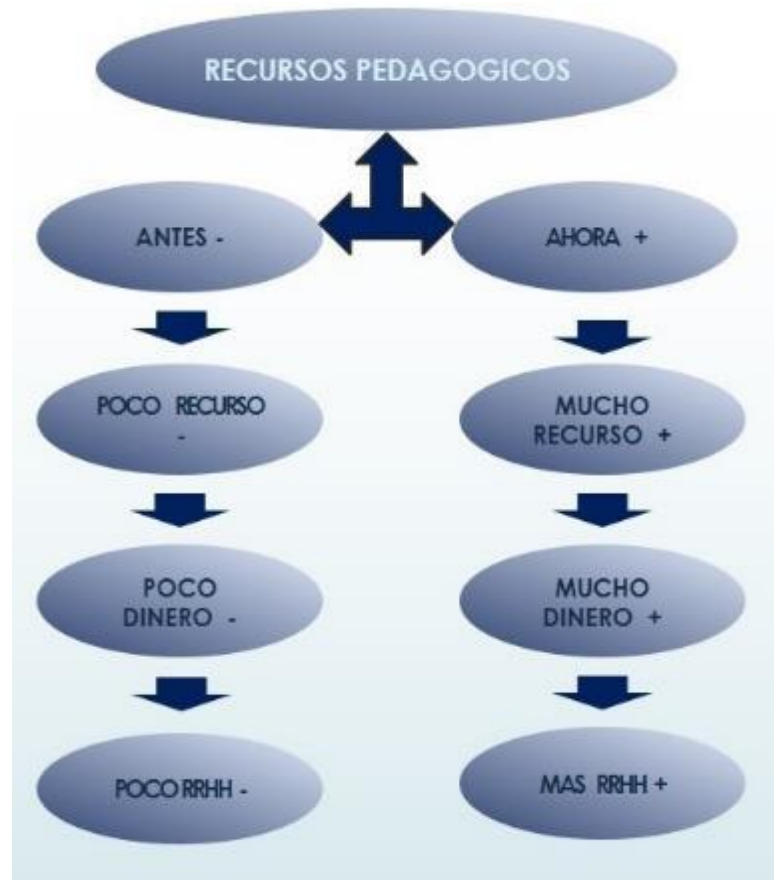 RECURSOS PEDAGOGICOS
ANTES -
AHORA +
POCO RECURSO
-
MUCHO
RECURSO +
POCO
DINERO -
MUCHO
DINERO +
POCO RRHH -
MAS RRHH +